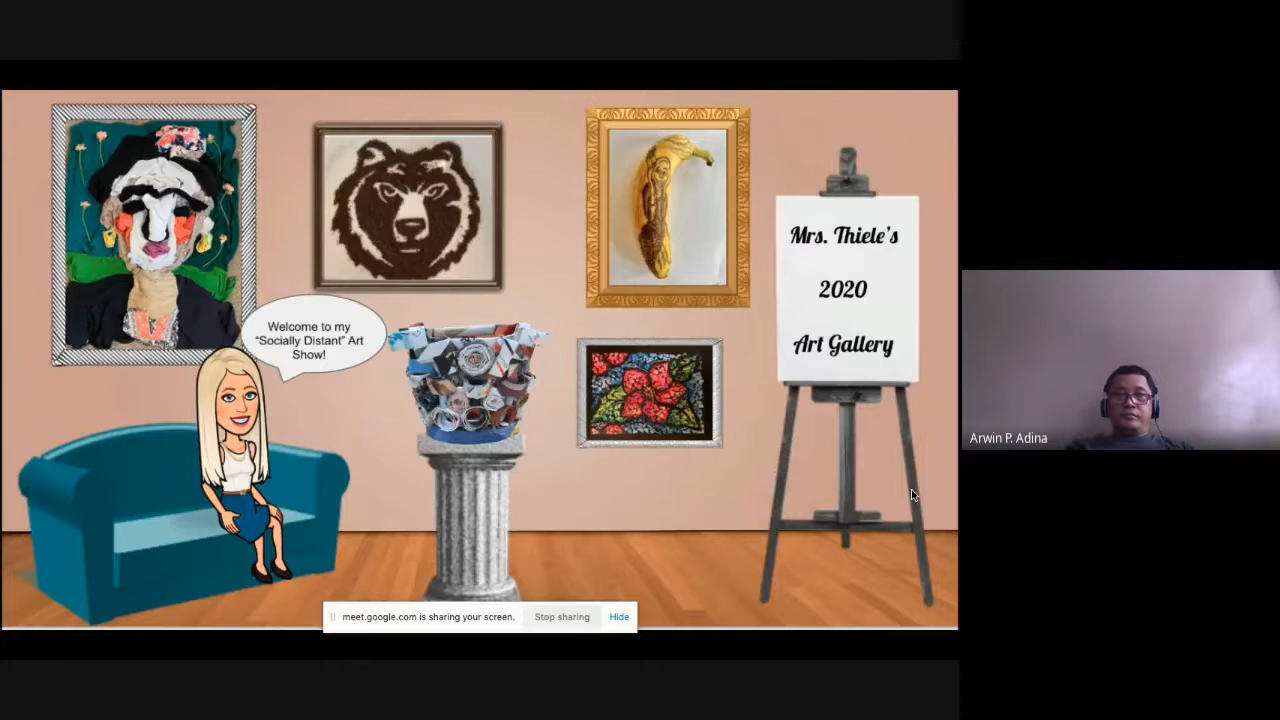 Mrs. Thiele's
2020
Art Gallery
Welcome to my
“Socially Distant” Art
Show!
Arwin P. Adina
meet.google.com is sharing your screen.
Stop sharing
Hide